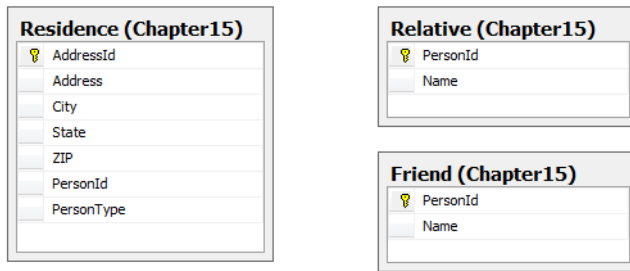 Residence (Chapter15)
AddressId
Address
City
State
ZIP
PersonId
PersonType
Relative (Chapter15)
PersonId
Name
Friend (Chapter15)
PersonId
Name